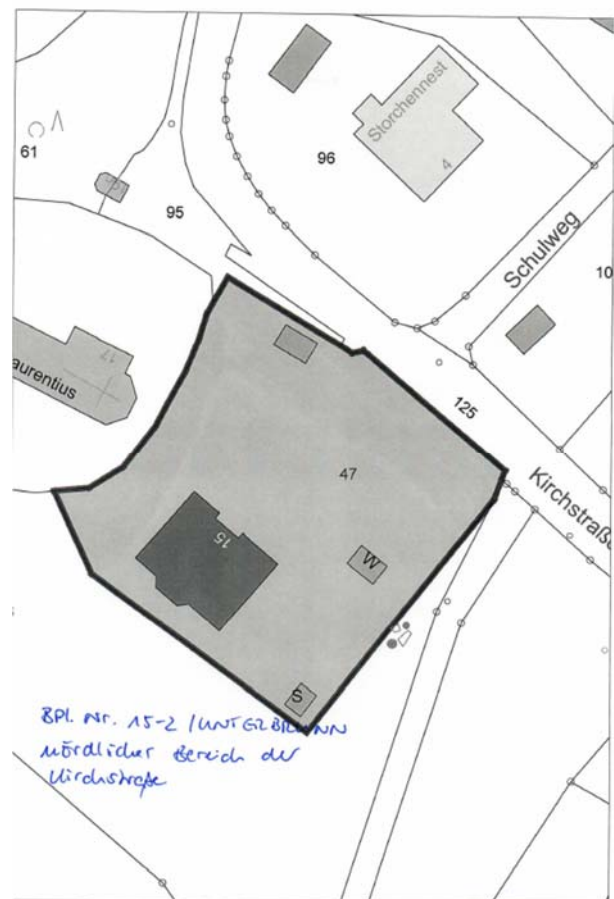 Storchennest
4
61
96
95
Schulweg
10
17
aurentius
125
47
Kirchstraße
15
W
S
BPl. Nr. 15-2 / UNTERBRUNN
nördlicher Bereich der
Kirchstraße